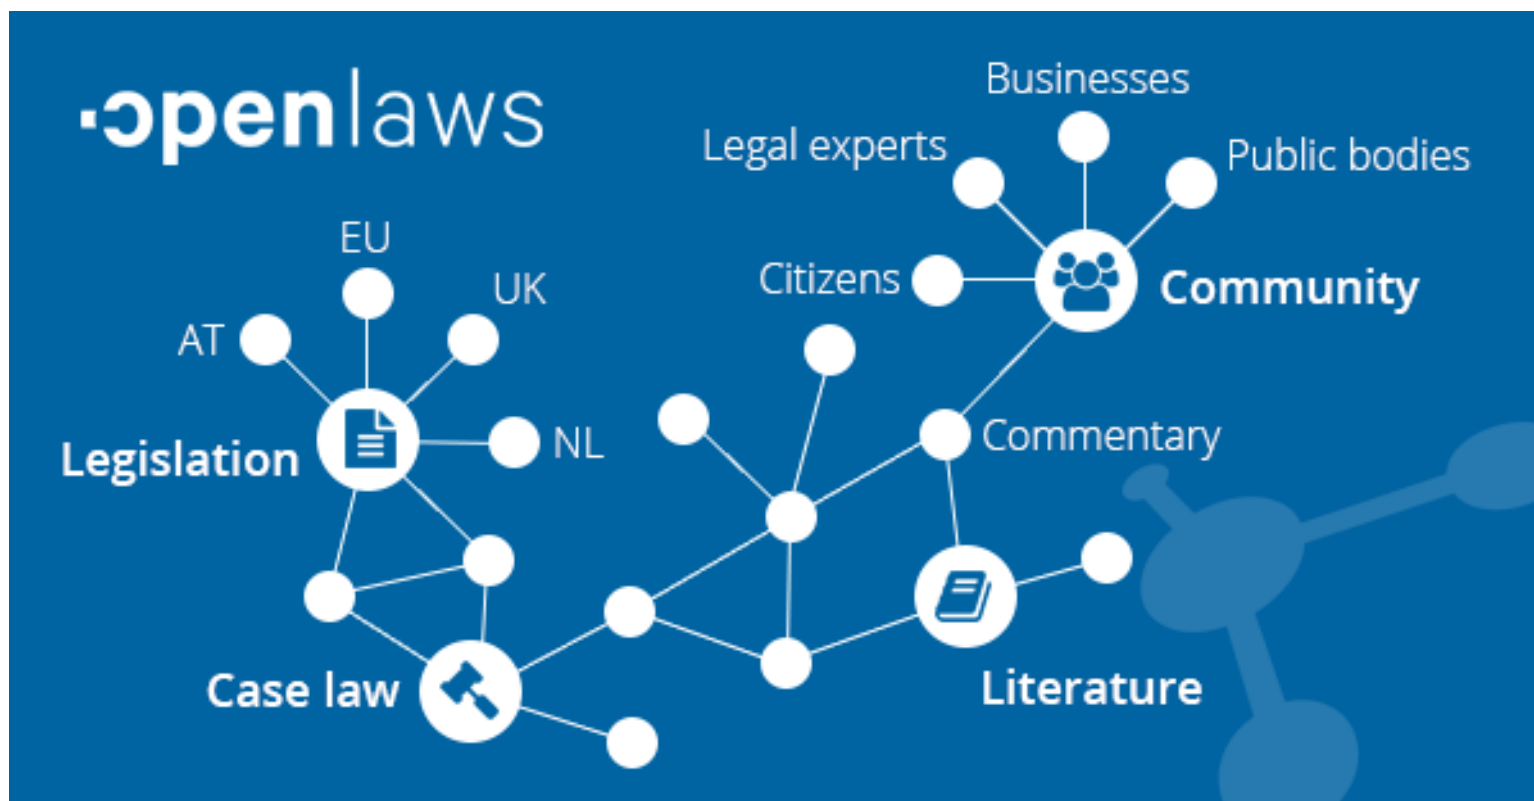 openlaws
Businesses
Legal experts
Public bodies
EU
UK
Citizens
Community
AT
Legislation
NL
Commentary
Case law
Literature